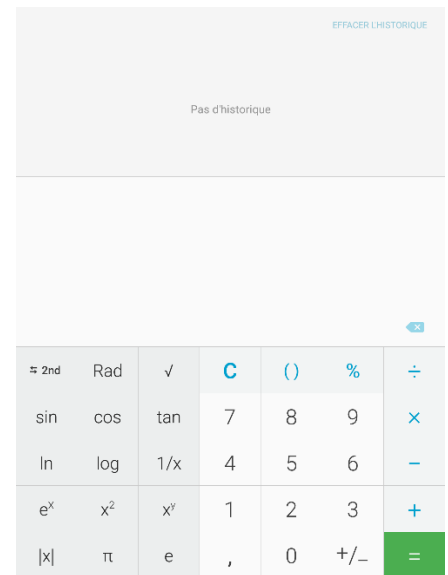 EFFACER L'HISTORIQUE
Pas d'historique
⇆ 2nd Rad √ C () % ÷
sin cos tan 7 8 9 ×
ln log 1/x 4 5 6 −
eˣ x² xʸ 1 2 3 +
|x| π e , 0 +/− =